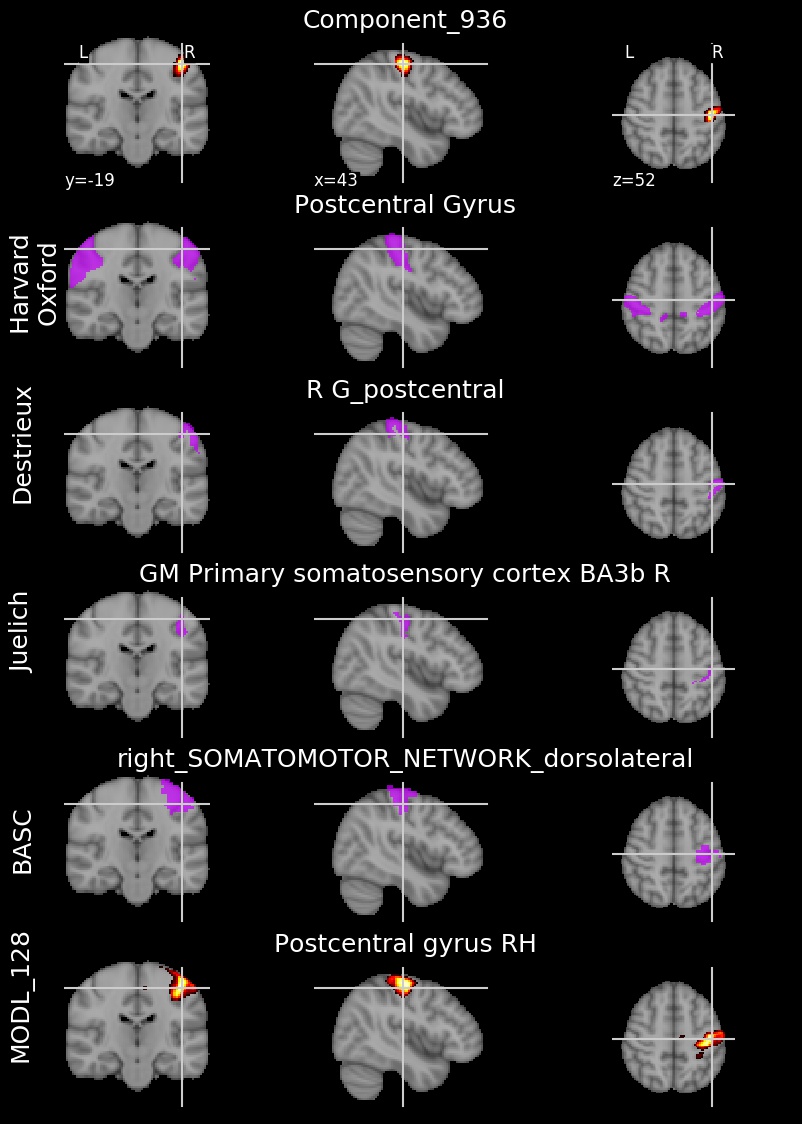 Component_936
L R
L R
y=-19
x=43
z=52
Postcentral Gyrus
Harvard
Oxford
R G_postcentral
Destrieux
GM Primary somatosensory cortex BA3b R
Juelich
right_SOMATOMOTOR_NETWORK_dorsolateral
BASC
Postcentral gyrus RH
MODL_128